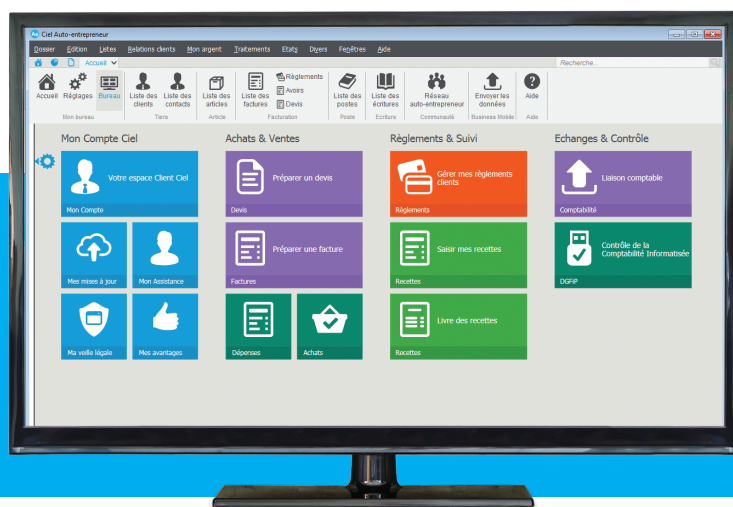 Ciel Auto-entrepreneur
Dossier Edition Listes Relations clients Mon argent Traitements Etats Divers Fenêtres Aide
Accueil
Recherche...
Accueil Réglages Bureau Liste des clients Liste des contacts Liste des articles Liste des factures Règlements Avoirs Devis Liste des postes Liste des écritures Réseau auto-entrepreneur Envoyer les données Aide
Mon bureau Tiers Article Facturation Poste Ecriture Communauté Business Mobile Aide
Mon Compte Ciel
Votre espace Client Ciel
Mon Compte
Mes mises à jour
Mon Assistance
Ma veille légale
Mes avantages
Achats & Ventes
Préparer un devis
Devis
Préparer une facture
Factures
Dépenses
Achats
Règlements & Suivi
Gérer mes règlements
clients
Règlements
Saisir mes recettes
Recettes
Livre des recettes
Recettes
Echanges & Contrôle
Liaison comptable
Comptabilité
Contrôle de la
Comptabilité Informatisée
DGFiP